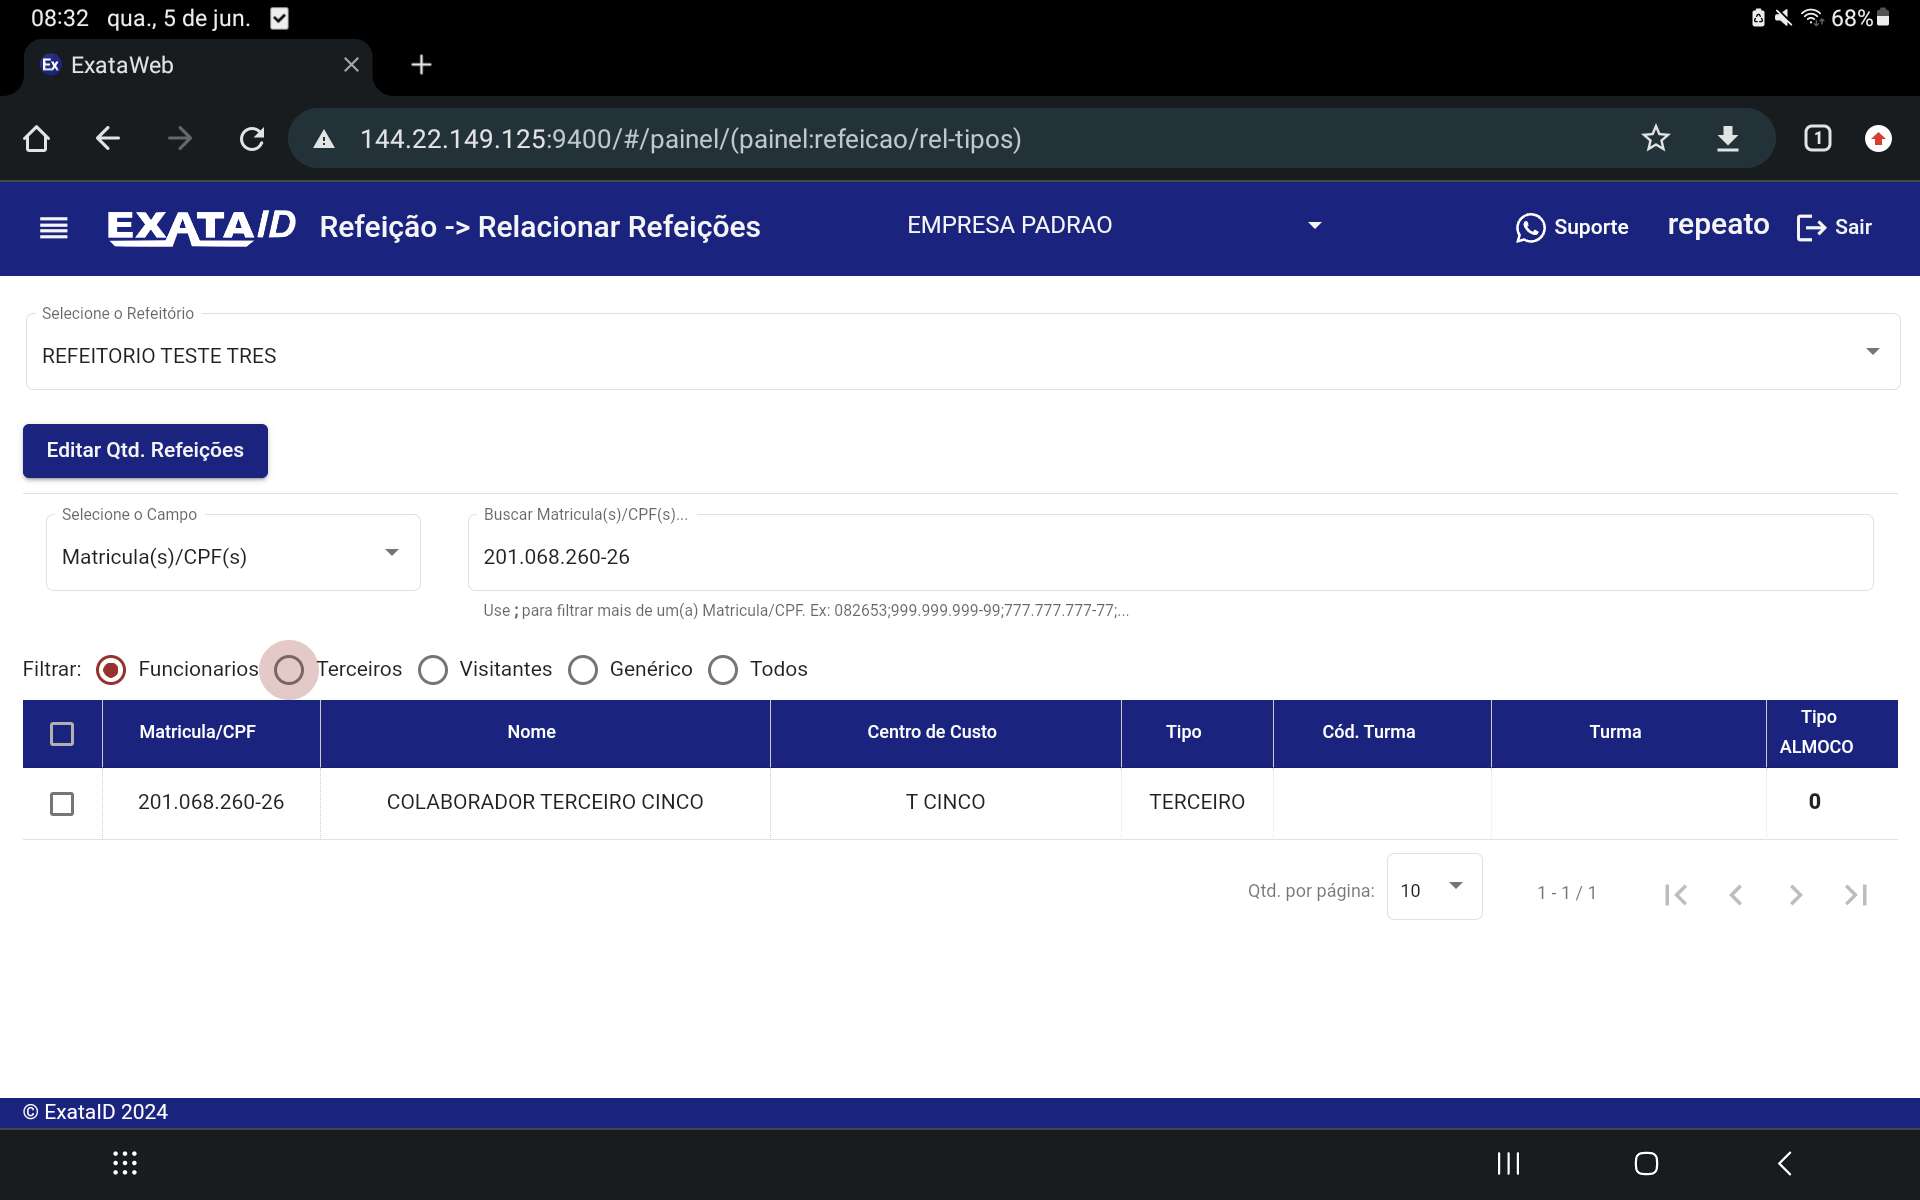 08:32 qua., 5 de jun. 68%
Ex ExataWeb
144.22.149.125:9400/#/painel/(painel:refeicao/rel-tipos) 1
EXATAID Refeição -> Relacionar Refeições EMPRESA PADRAO Suporte repeato Sair
Selecione o Refeitório
REFEITORIO TESTE TRES
Editar Qtd. Refeições
Selecione o Campo Buscar Matricula(s)/CPF(s)...
Matricula(s)/CPF(s) 201.068.260-26
Use ; para filtrar mais de um(a) Matricula/CPF. Ex: 082653;999.999.999-99;777.777.777-77;...
Filtrar: Funcionarios Terceiros Visitantes Genérico Todos
Matricula/CPF Nome Centro de Custo Tipo Cód. Turma Turma Tipo ALMOCO
201.068.260-26 COLABORADOR TERCEIRO CINCO T CINCO TERCEIRO 0
Qtd. por página: 10 1 - 1 / 1
© ExataID 2024